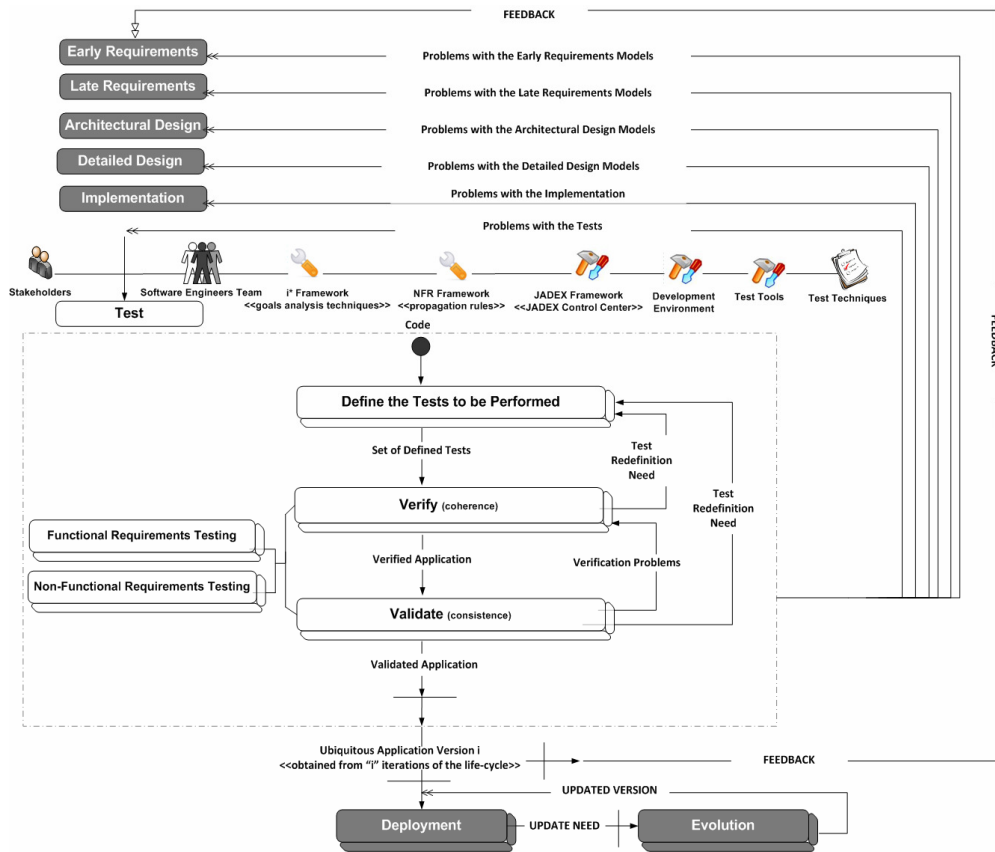 FEEDBACK
Early Requirements
Problems with the Early Requirements Models
Late Requirements
Problems with the Late Requirements Models
Architectural Design
Problems with the Architectural Design Models
Detailed Design
Problems with the Detailed Design Models
Implementation
Problems with the Implementation
Problems with the Tests
Stakeholders
Software Engineers Team
i* Framework
<<goals analysis techniques>>
NFR Framework
<<propagation rules>>
JADEX Framework
<<JADEX Control Center>>
Development
Environment
Test Tools
Test Techniques
Test
FEEDBACK
Code
Define the Tests to be Performed
Set of Defined Tests
Test
Redefinition
Need
Test
Redefinition
Need
Verify (coherence)
Functional Requirements Testing
Non-Functional Requirements Testing
Verified Application
Verification Problems
Validate (consistence)
Validated Application
Ubiquitous Application Version i
<<obtained from “i” iterations of the life-cycle>>
FEEDBACK
UPDATED VERSION
Deployment
UPDATE NEED
Evolution